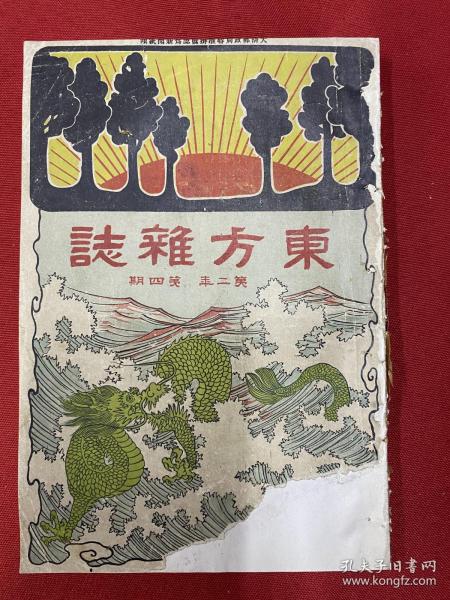 東方雜誌
第二年 第四期
孔夫子旧书网
www.kongfz.com